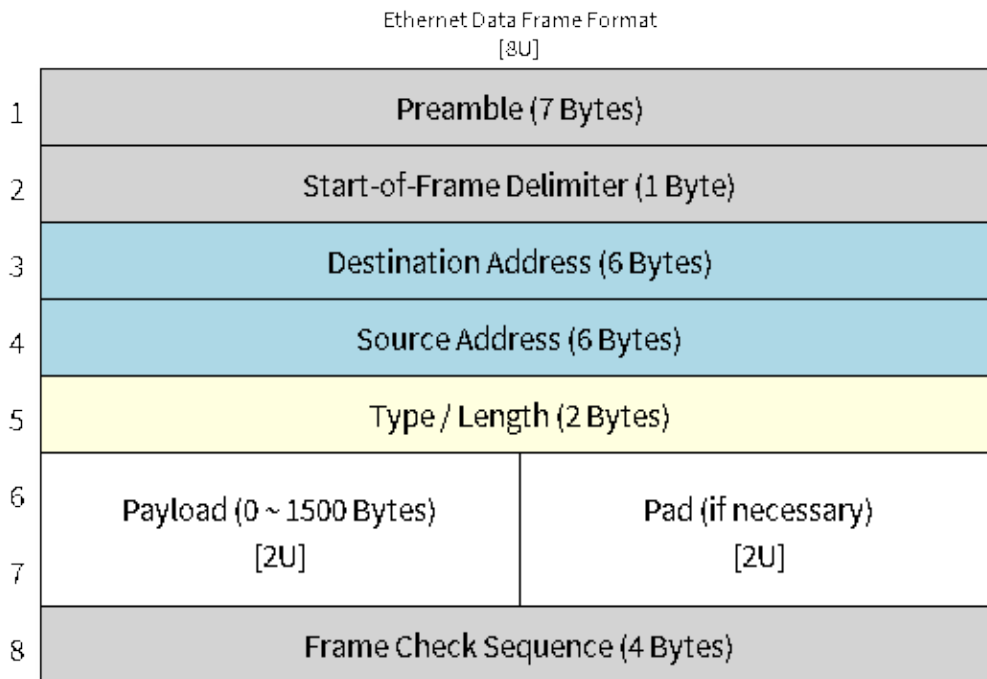 Ethernet Data Frame Format
[8U]
1
Preamble (7 Bytes)
2
Start-of-Frame Delimiter (1 Byte)
3
Destination Address (6 Bytes)
4
Source Address (6 Bytes)
5
Type / Length (2 Bytes)
6
Payload (0 ~ 1500 Bytes)
[2U]
Pad (if necessary)
[2U]
7
8
Frame Check Sequence (4 Bytes)